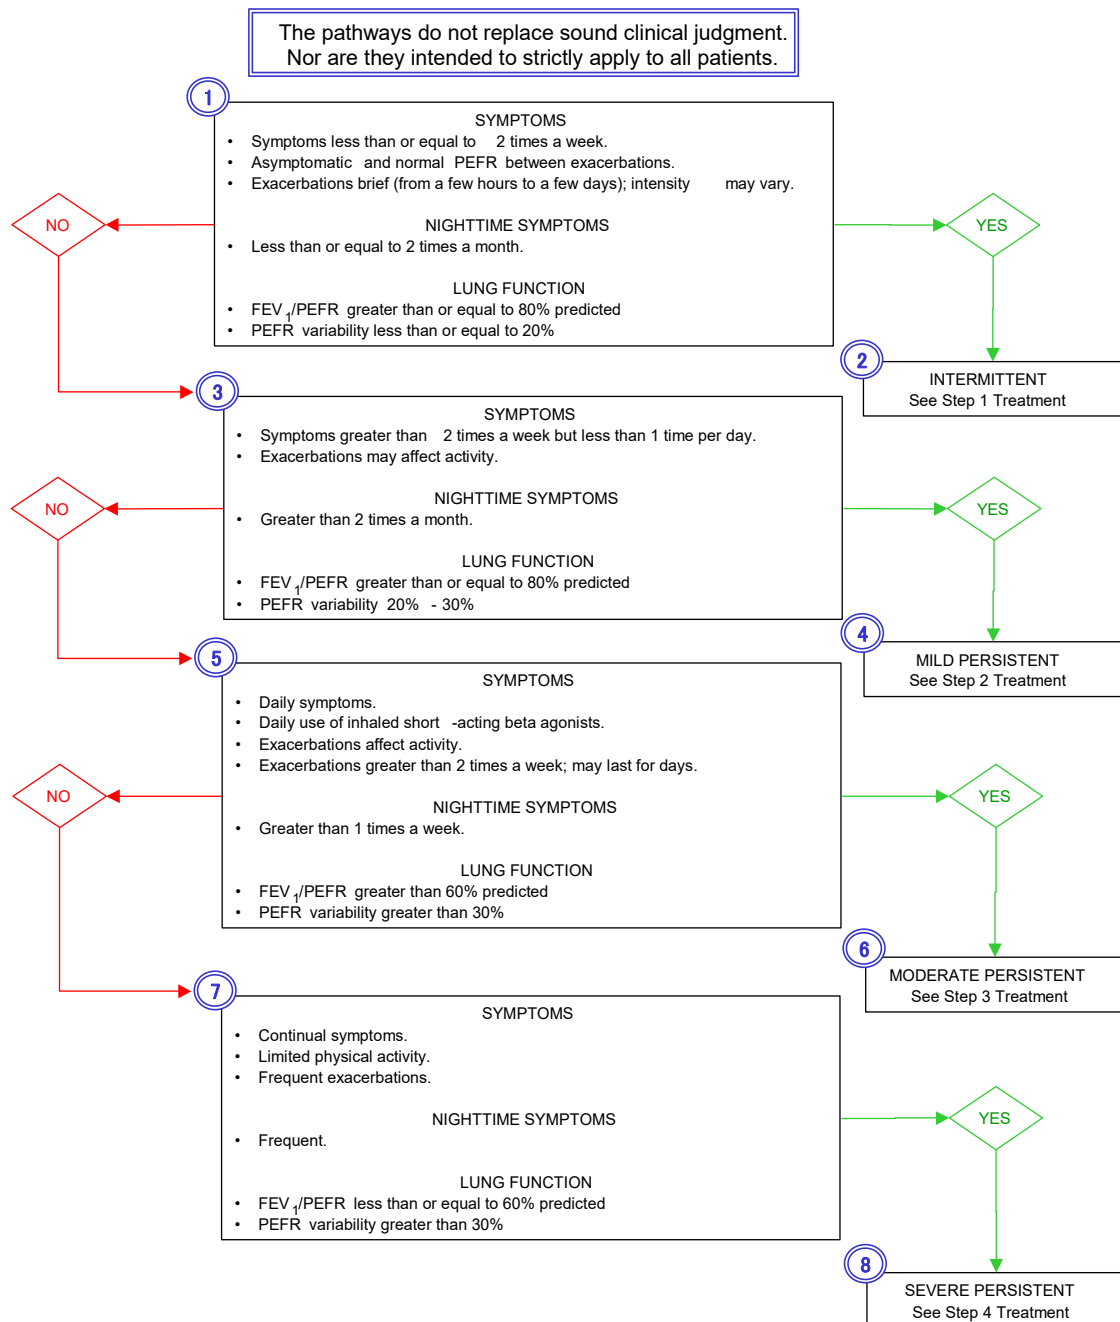 The pathways do not replace sound clinical judgment.
Nor are they intended to strictly apply to all patients.
1
SYMPTOMS
• Symptoms less than or equal to 2 times a week.
• Asymptomatic and normal PEFR between exacerbations.
• Exacerbations brief (from a few hours to a few days); intensity may vary.
NIGHTTIME SYMPTOMS
• Less than or equal to 2 times a month.
LUNG FUNCTION
• FEV1/PEFR greater than or equal to 80% predicted
• PEFR variability less than or equal to 20%
NO
YES
2
INTERMITTENT
See Step 1 Treatment
3
SYMPTOMS
• Symptoms greater than 2 times a week but less than 1 time per day.
• Exacerbations may affect activity.
NIGHTTIME SYMPTOMS
• Greater than 2 times a month.
LUNG FUNCTION
• FEV1/PEFR greater than or equal to 80% predicted
• PEFR variability 20% - 30%
NO
YES
4
MILD PERSISTENT
See Step 2 Treatment
5
SYMPTOMS
• Daily symptoms.
• Daily use of inhaled short -acting beta agonists.
• Exacerbations affect activity.
• Exacerbations greater than 2 times a week; may last for days.
NIGHTTIME SYMPTOMS
• Greater than 1 times a week.
LUNG FUNCTION
• FEV1/PEFR greater than 60% predicted
• PEFR variability greater than 30%
NO
YES
6
MODERATE PERSISTENT
See Step 3 Treatment
7
SYMPTOMS
• Continual symptoms.
• Limited physical activity.
• Frequent exacerbations.
NIGHTTIME SYMPTOMS
• Frequent.
LUNG FUNCTION
• FEV1/PEFR less than or equal to 60% predicted
• PEFR variability greater than 30%
YES
8
SEVERE PERSISTENT
See Step 4 Treatment